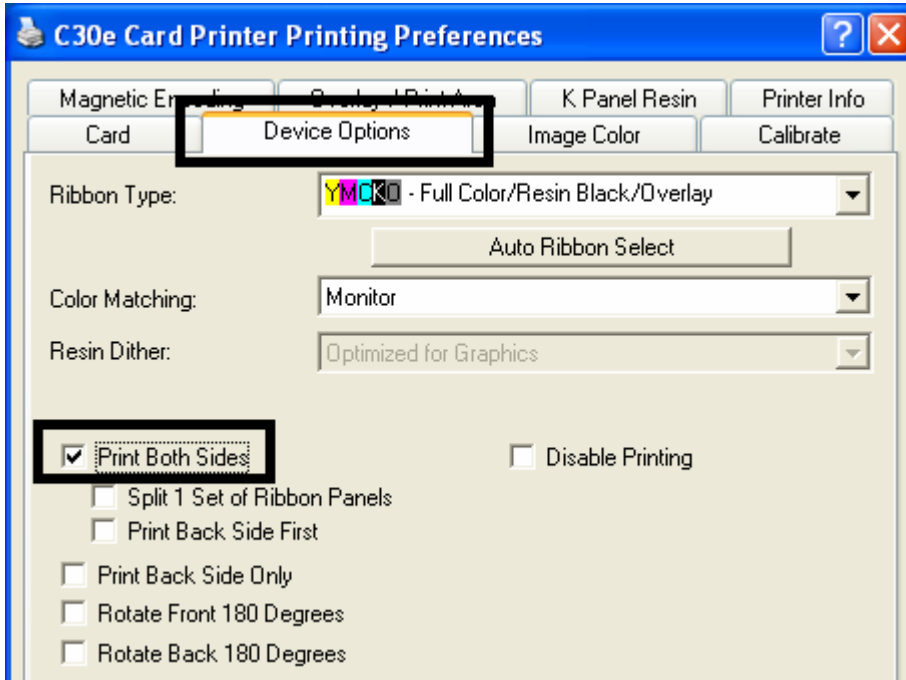 C30e Card Printer Printing Preferences
Magnetic Encoding Overlay / Print Area K Panel Resin Printer Info
Card Device Options Image Color Calibrate
Ribbon Type: YMCKO - Full Color/Resin Black/Overlay
Auto Ribbon Select
Color Matching: Monitor
Resin Dither: Optimized for Graphics
Print Both Sides Disable Printing
Split 1 Set of Ribbon Panels
Print Back Side First
Print Back Side Only
Rotate Front 180 Degrees
Rotate Back 180 Degrees